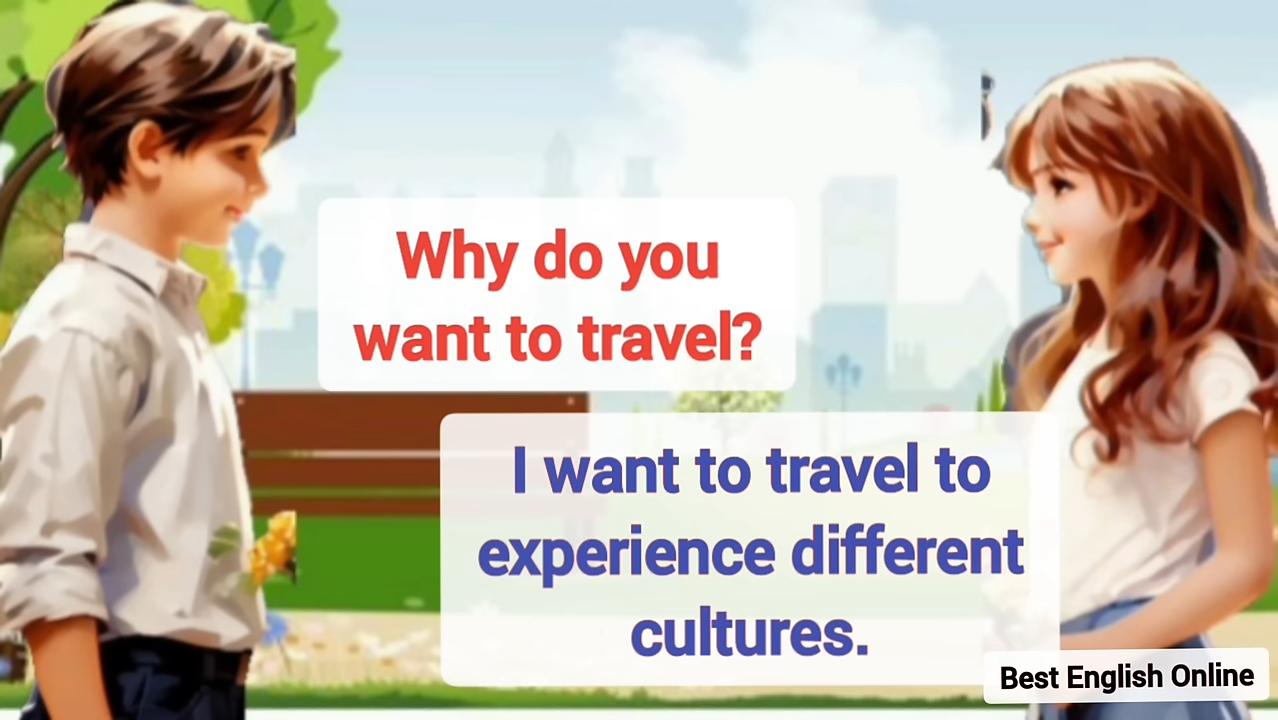 Why do you
want to travel?
I want to travel to
experience different
cultures.
Best English Online